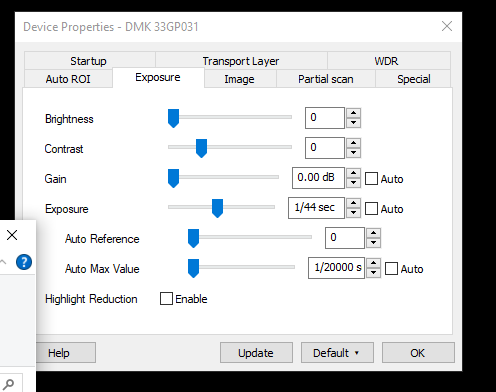 Device Properties - DMK 33GP031
Startup Transport Layer WDR
Auto ROI Exposure Image Partial scan Special
Brightness 0
Contrast 0
Gain 0.00 dB Auto
Exposure 1/44 sec Auto
Auto Reference 0
Auto Max Value 1/20000 s Auto
Highlight Reduction Enable
Help Update Default OK